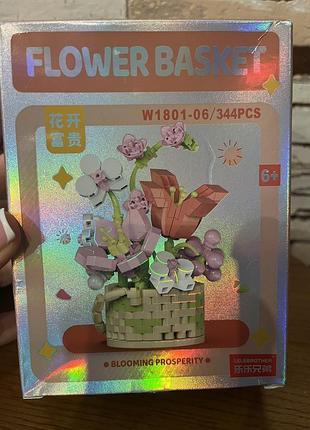 FLOWER BASKET
W1801-06/344PCS
花开
富贵
6+
BLOOMING PROSPERITY
LELEBROTHER
乐乐兄弟